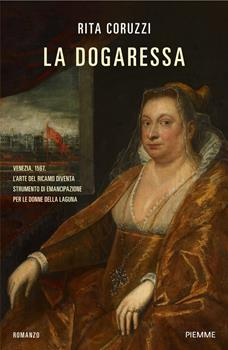 RITA CORUZZI
LA DOGARESSA
VENEZIA, 1597.
L'ARTE DEL RICAMO DIVENTA
STRUMENTO DI EMANCIPAZIONE
PER LE DONNE DELLA LAGUNA
ROMANZO
PIEMME